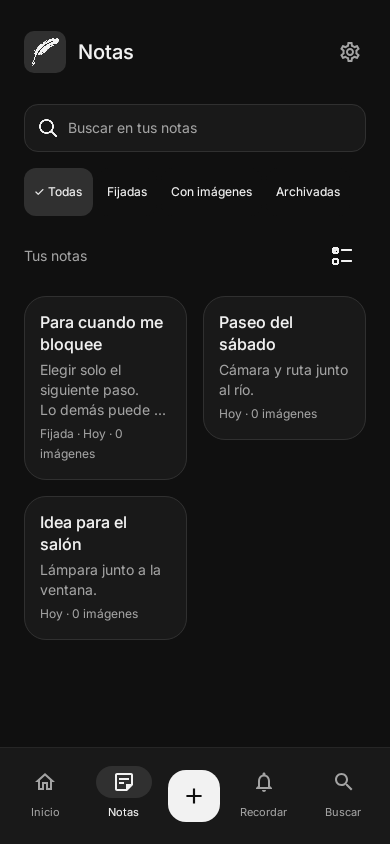 Notas
Buscar en tus notas
✓ Todas
Fijadas
Con imágenes
Archivadas
Tus notas
Para cuando me
bloquee
Elegir solo el
siguiente paso.
Lo demás puede ...
Fijada · Hoy · 0
imágenes
Paseo del
sábado
Cámara y ruta junto
al río.
Hoy · 0 imágenes
Idea para el
salón
Lámpara junto a la
ventana.
Hoy · 0 imágenes
Inicio
Notas
Recordar
Buscar